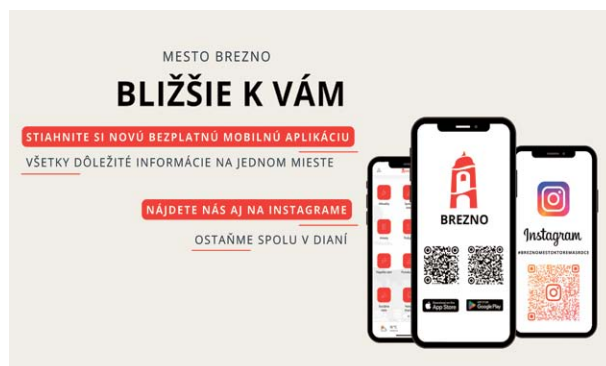 MESTO BREZNO
BLIŽŠIE K VÁM
STIAHNITE SI NOVÚ BEZPLATNÚ MOBILNÚ APLIKÁCIU
VŠETKY DÔLEŽITÉ INFORMÁCIE NA JEDNOM MIESTE
NÁJDETE NÁS AJ NA INSTAGRAME
OSTAŇME SPOLU V DIANÍ
BREZNO
App Store
Google Play
Instagram
#BREZNOMESTOKTOREMASRDCE